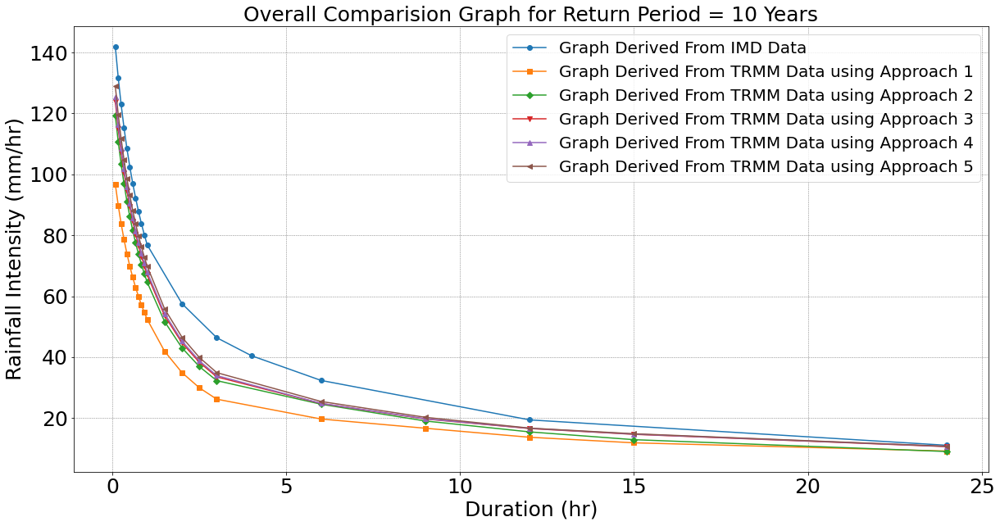 Overall Comparision Graph for Return Period = 10 Years
Graph Derived From IMD Data
Graph Derived From TRMM Data using Approach 1
Graph Derived From TRMM Data using Approach 2
Graph Derived From TRMM Data using Approach 3
Graph Derived From TRMM Data using Approach 4
Graph Derived From TRMM Data using Approach 5
Rainfall Intensity (mm/hr)
140
120
100
80
60
40
20
0 5 10 15 20 25
Duration (hr)